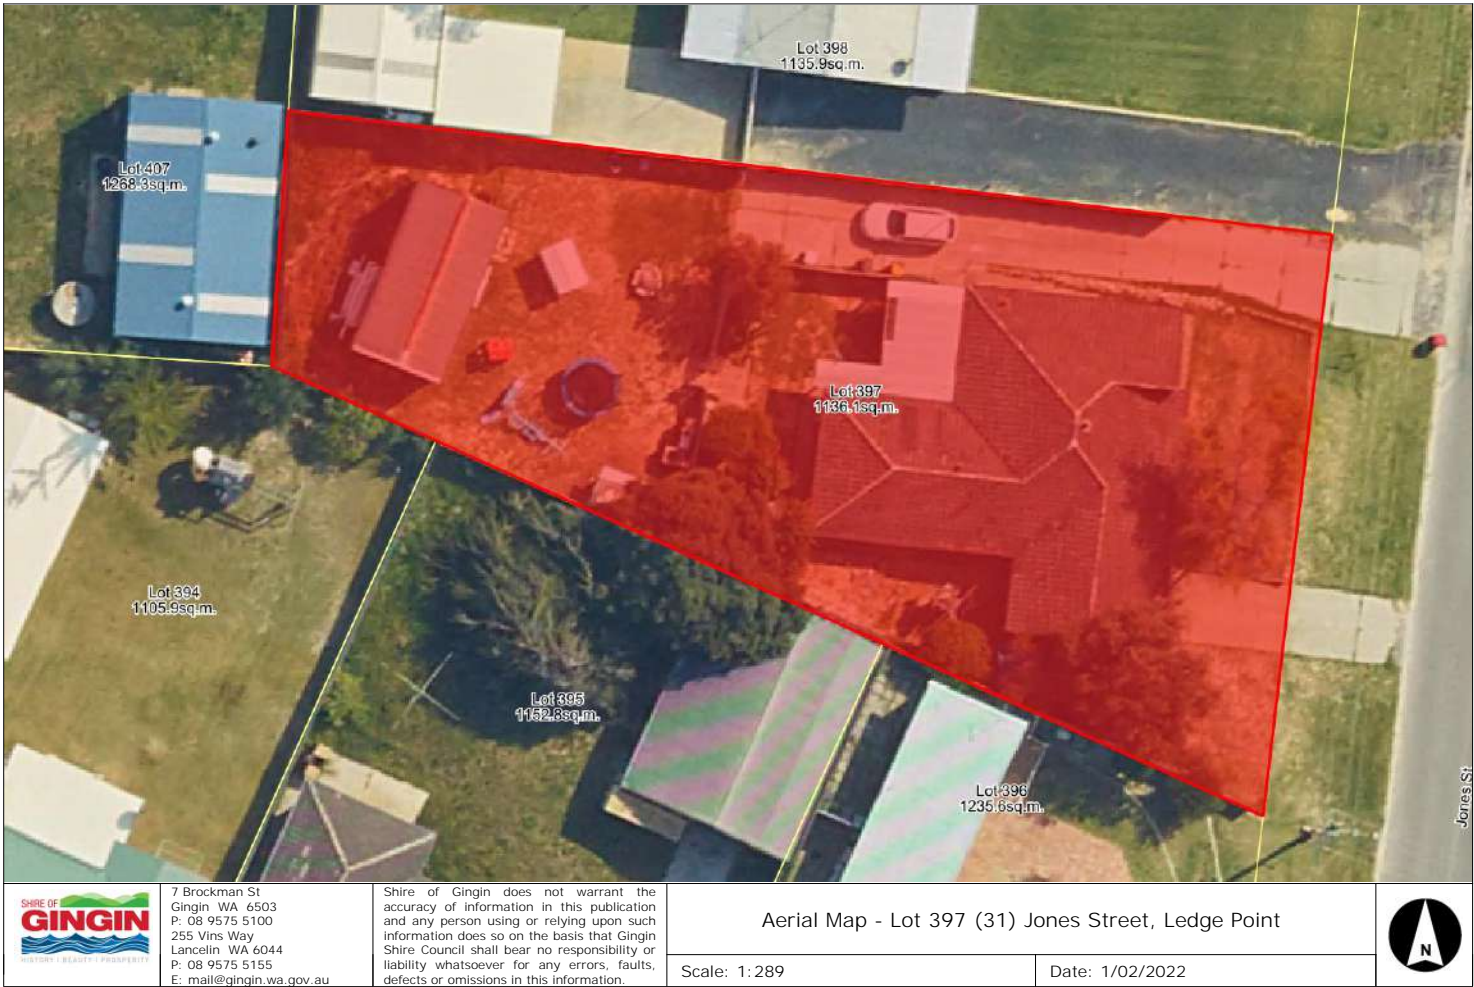 Lot 398
1135.9sq.m.
Lot 407
1268.3sq.m.
Lot 397
1136.1sq.m.
Lot 394
1105.9sq.m.
Lot 395
1152.8sq.m.
Lot 396
1235.6sq.m.
Jones St
SHIRE OF
GINGIN
HISTORY | BEAUTY | PROSPERITY
7 Brockman St
Gingin WA 6503
P: 08 9575 5100
255 Vins Way
Lancelin WA 6044
P: 08 9575 5155
E: mail@gingin.wa.gov.au
Shire of Gingin does not warrant the
accuracy of information in this publication
and any person using or relying upon such
information does so on the basis that Gingin
Shire Council shall bear no responsibility or
liability whatsoever for any errors, faults,
defects or omissions in this information.
Aerial Map - Lot 397 (31) Jones Street, Ledge Point
Scale: 1:289
Date: 1/02/2022
N